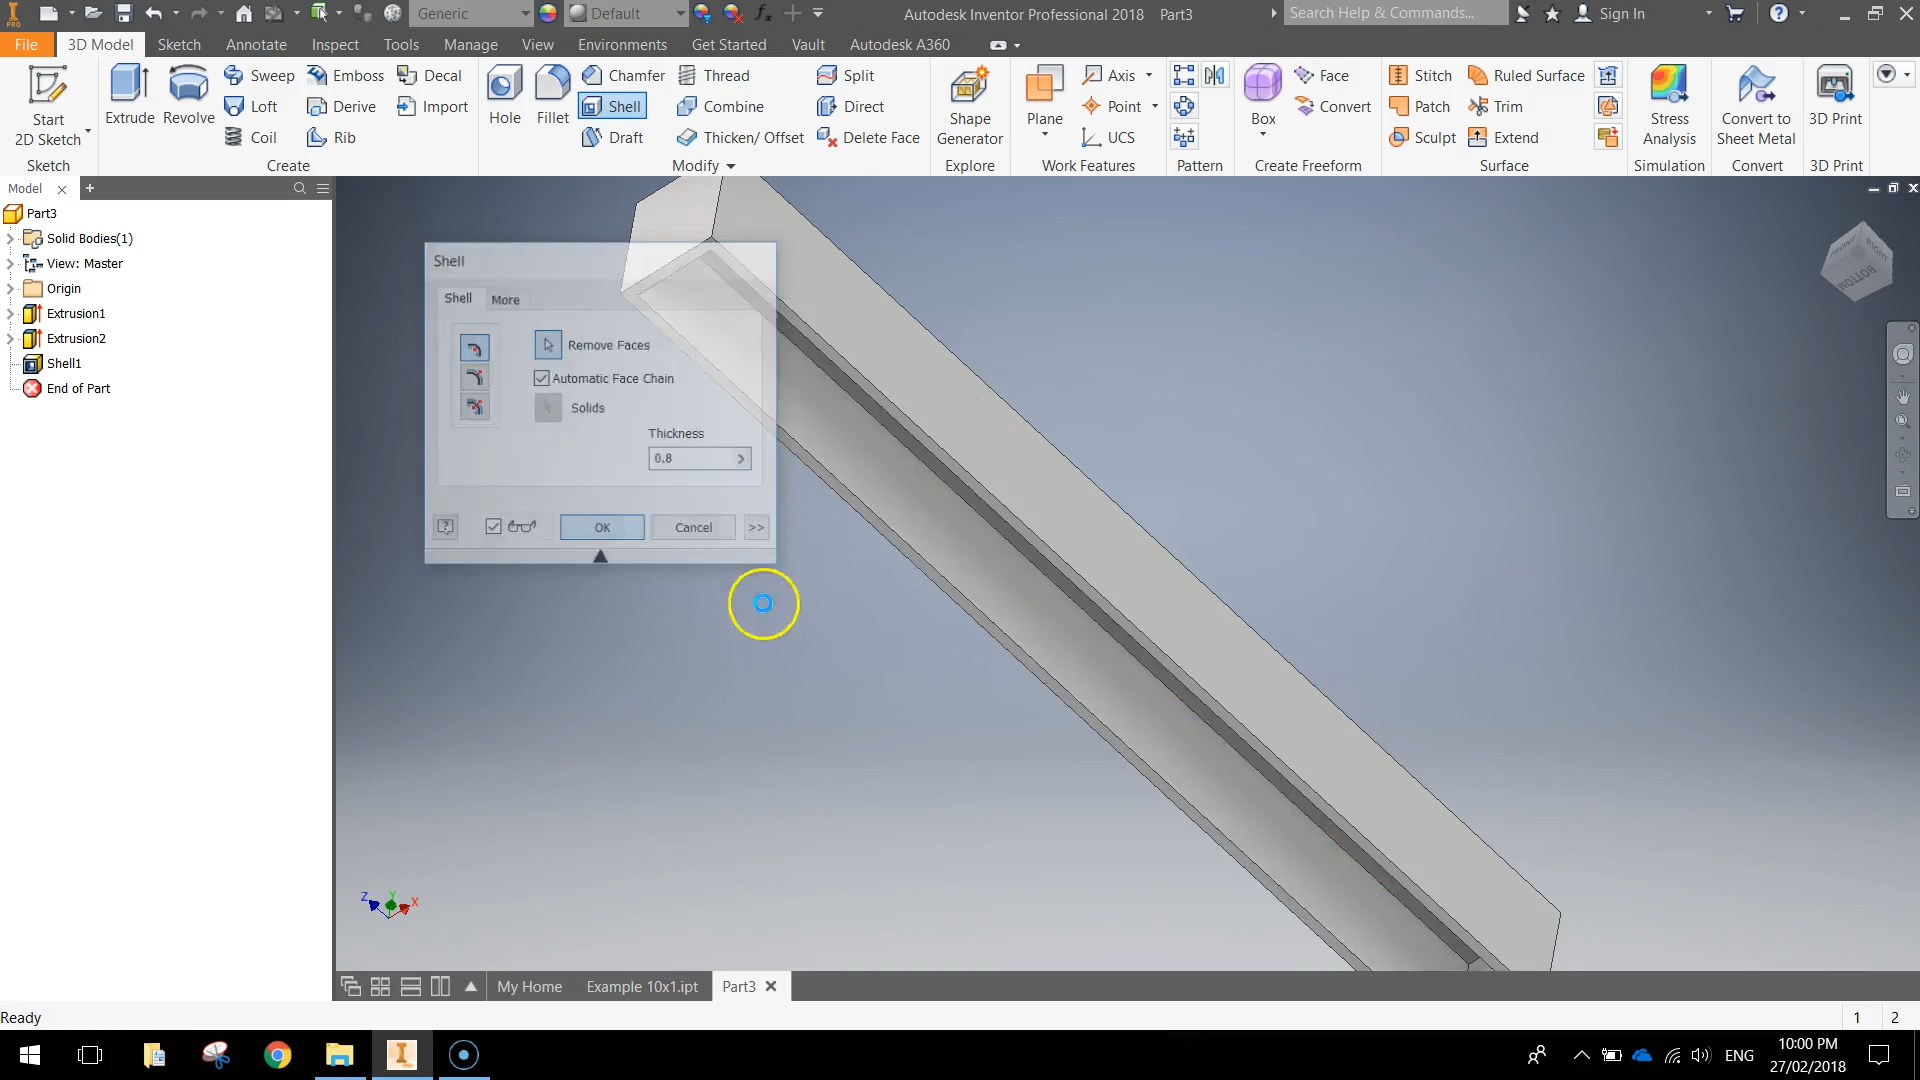 PRO
Generic
Default
Autodesk Inventor Professional 2018 Part3
Search Help & Commands...
Sign In
File
3D Model
Sketch
Annotate
Inspect
Tools
Manage
View
Environments
Get Started
Vault
Autodesk A360
Start
2D Sketch
Sketch
Extrude
Revolve
Sweep
Loft
Coil
Emboss
Derive
Rib
Decal
Import
Create
Hole
Fillet
Chamfer
Shell
Draft
Thread
Combine
Thicken/ Offset
Split
Direct
Delete Face
Modify
Shape
Generator
Explore
Plane
Axis
Point
UCS
Work Features
Pattern
Box
Face
Convert
Create Freeform
Stitch
Patch
Sculpt
Ruled Surface
Trim
Extend
Surface
Stress
Analysis
Simulation
Convert to
Sheet Metal
Convert
3D Print
3D Print
Model
Part3
Solid Bodies(1)
View: Master
Origin
Extrusion1
Extrusion2
Shell1
End of Part
Shell
Shell
More
Remove Faces
Automatic Face Chain
Solids
Thickness
0.8
OK
Cancel
>>
FRONT
RIGHT
BOTTOM
Z
Y
X
My Home
Example 10x1.ipt
Part3
Ready
1
2
ENG
10:00 PM
27/02/2018